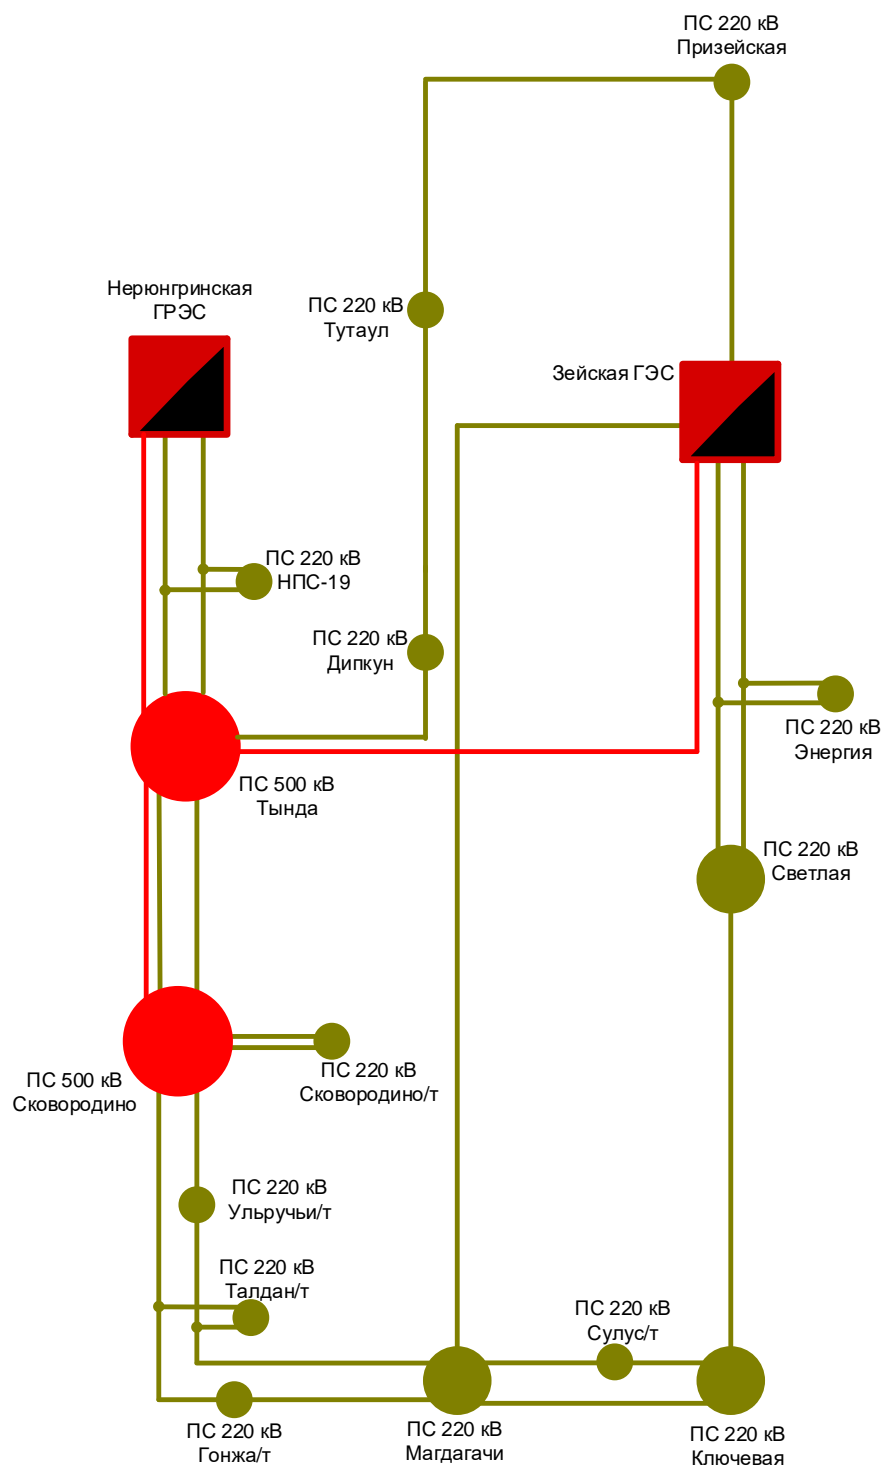 ПС 220 кВ
Призейская
Нерюнгринская
ГРЭС
ПС 220 кВ
Тутаул
Зейская ГЭС
ПС 220 кВ
НПС-19
ПС 220 кВ
Дипкун
ПС 220 кВ
Энергия
ПС 500 кВ
Тында
ПС 220 кВ
Светлая
ПС 500 кВ
Сковородино
ПС 220 кВ
Сковородино/т
ПС 220 кВ
Ульручьи/т
ПС 220 кВ
Талдан/т
ПС 220 кВ
Сулус/т
ПС 220 кВ
Гонжа/т
ПС 220 кВ
Магдагачи
ПС 220 кВ
Ключевая